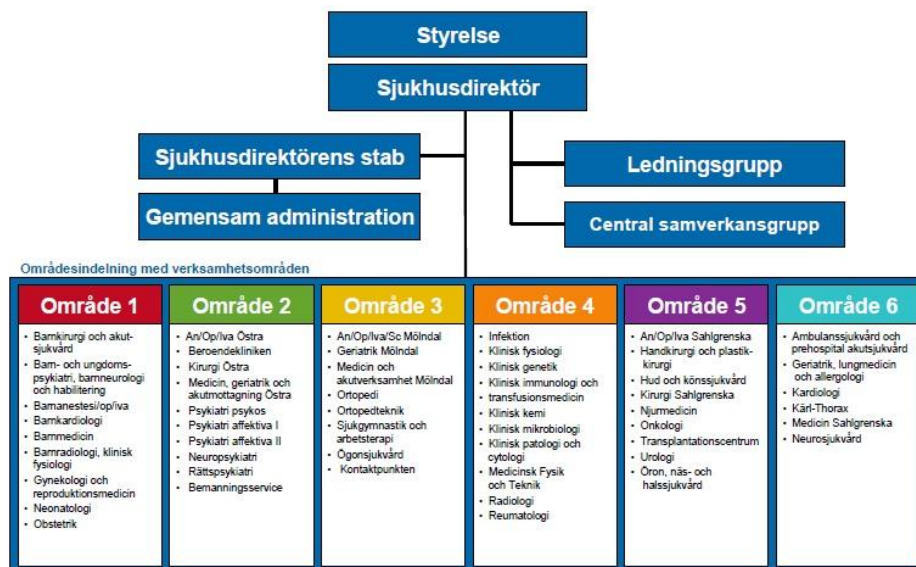 Styrelse
Sjukhusdirektör
Sjukhusdirektörens stab
Ledningsgrupp
Gemensam administration
Central samverkansgrupp
Områdesindelning med verksamhetsområden
Område 1
• Barnkirurgi och akut-
sjukvård
• Barn- och ungdoms-
psykiatri, barnneurologi
och habilitering
• Barnanestesi/op/iva
• Barnkardiologi
• Barnmedicin
• Barnradiologi, klinisk
fysiologi
• Gynekologi och
reproduktionsmedicin
• Neonatologi
• Obstetrik
Område 2
• An/Op/Iva Östra
• Beroendekliniken
• Kirurgi Östra
• Medicin, geriatrik och
akutmottagning Östra
• Psykiatri psykos
• Psykiatri affektiva I
• Psykiatri affektiva II
• Neuropsykiatri
• Rättspsykiatri
• Bemanningsservice
Område 3
• An/Op/Iva/Sc Mölndal
• Geriatrik Mölndal
• Medicin och
akutverksamhet Mölndal
• Ortopedi
• Ortopedteknik
• Sjukgymnastik och
arbetsterapi
• Ögonsjukvård
• Kontaktpunkten
Område 4
• Infektion
• Klinisk fysiologi
• Klinisk genetik
• Klinisk immunologi och
• transfusionsmedicin
• Klinisk kemi
• Klinisk mikrobiologi
• Klinisk patologi och
cytologi
• Medicinsk Fysik
och Teknik
• Radiologi
• Reumatologi
Område 5
• An/Op/Iva Sahlgrenska
• Handkirurgi och plastik-
kirurgi
• Hud och könssjukvård
• Kirurgi Sahlgrenska
• Njurmedicin
• Onkologi
• Transplantationscentrum
• Urologi
• Öron, näs- och
halssjukvård
Område 6
• Ambulanssjukvård och
prehospital akutsjukvård
• Geriatrik, lungmedicin
och allergologi
• Kardiologi
• Kärl-Thorax
• Medicin Sahlgrenska
• Neurosjukvård